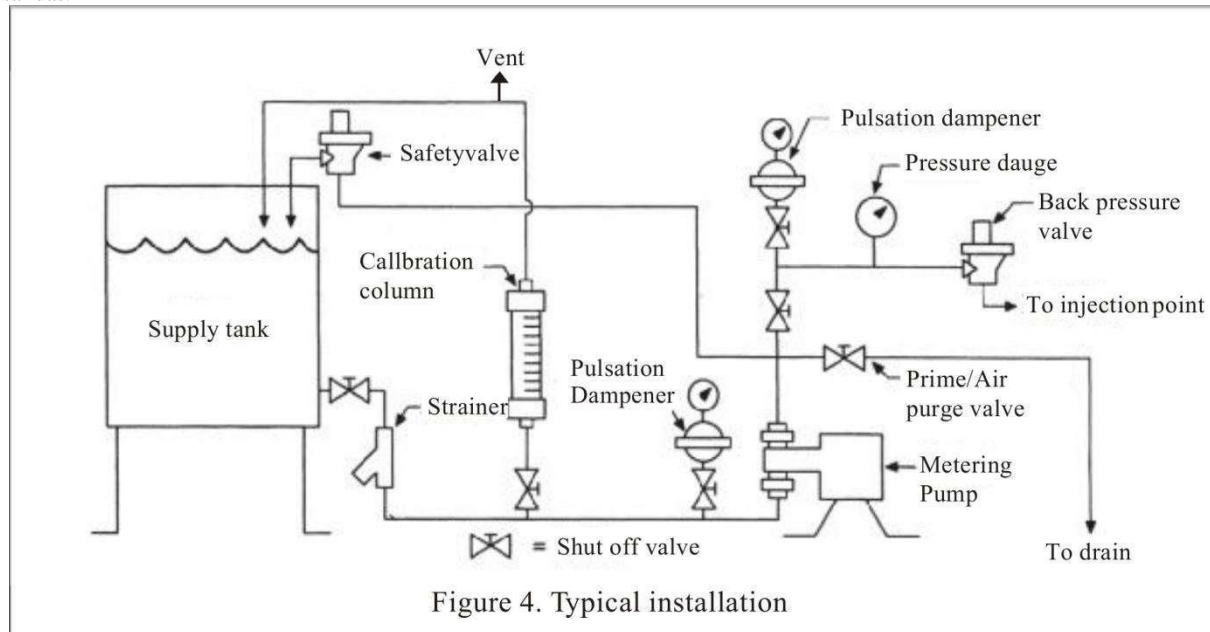 Vent
Safetyvalve
Pulsation dampener
Pressure dauge
Back pressure
valve
Callbration
column
Supply tank
To injection point
Pulsation
Dampener
Prime/Air
purge valve
Strainer
Metering
Pump
= Shut off valve
To drain
Figure 4. Typical installation